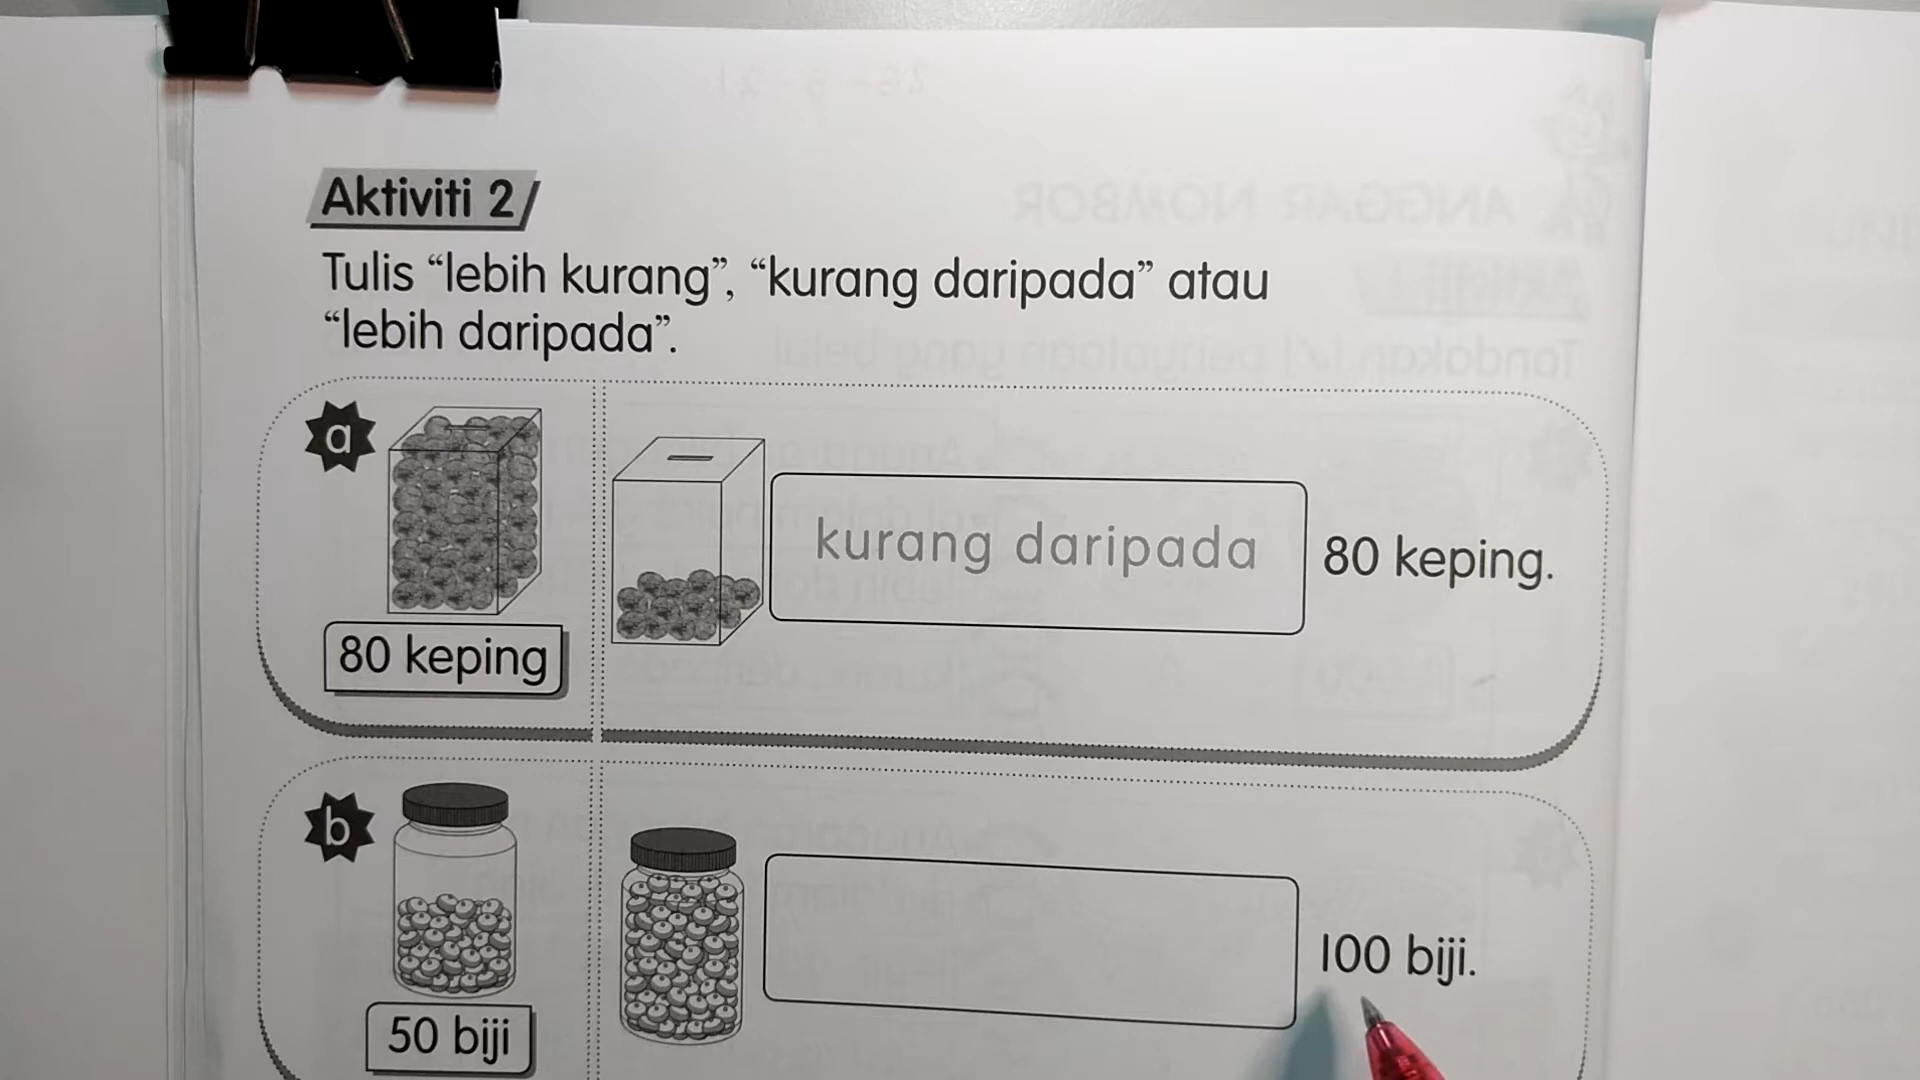 Aktiviti 2
Tulis “lebih kurang”, “kurang daripada” atau
“lebih daripada”.
a
kurang daripada
80 keping.
80 keping
b
100 biji.
50 biji